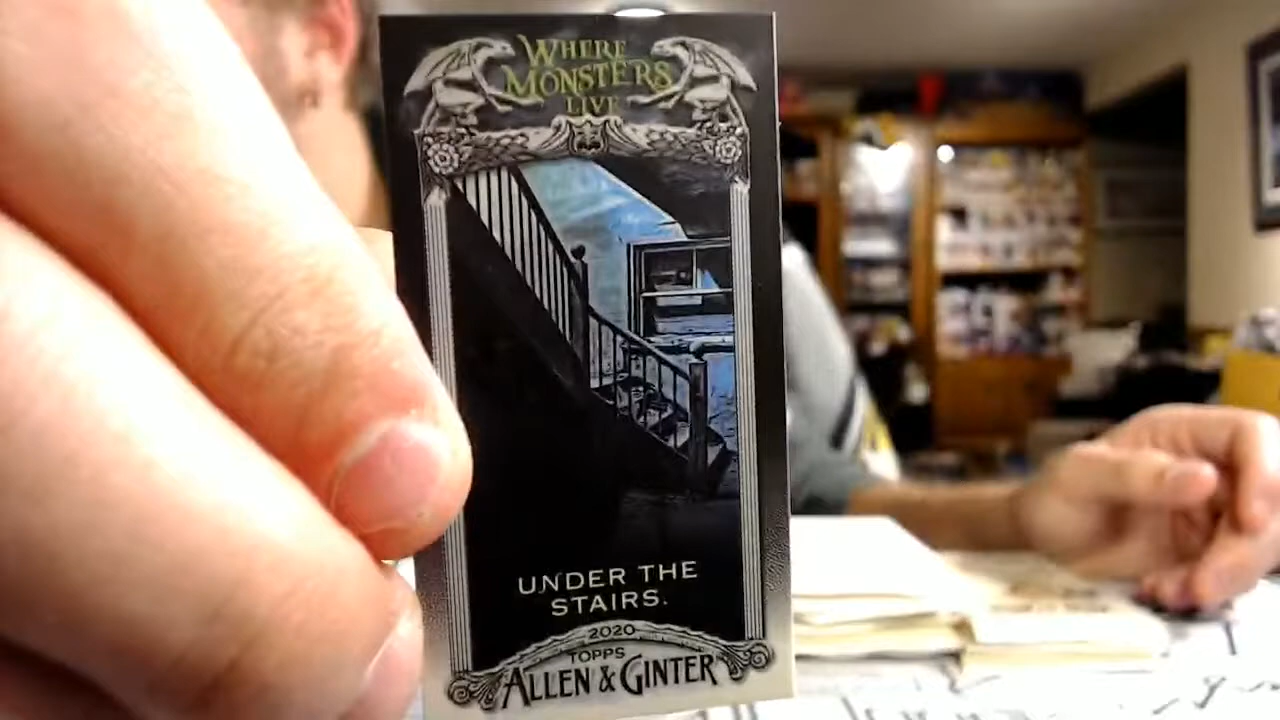 WHERE
MONSTERS
LIVE
UNDER THE
STAIRS.
2020
TOPPS
ALLEN & GINTER